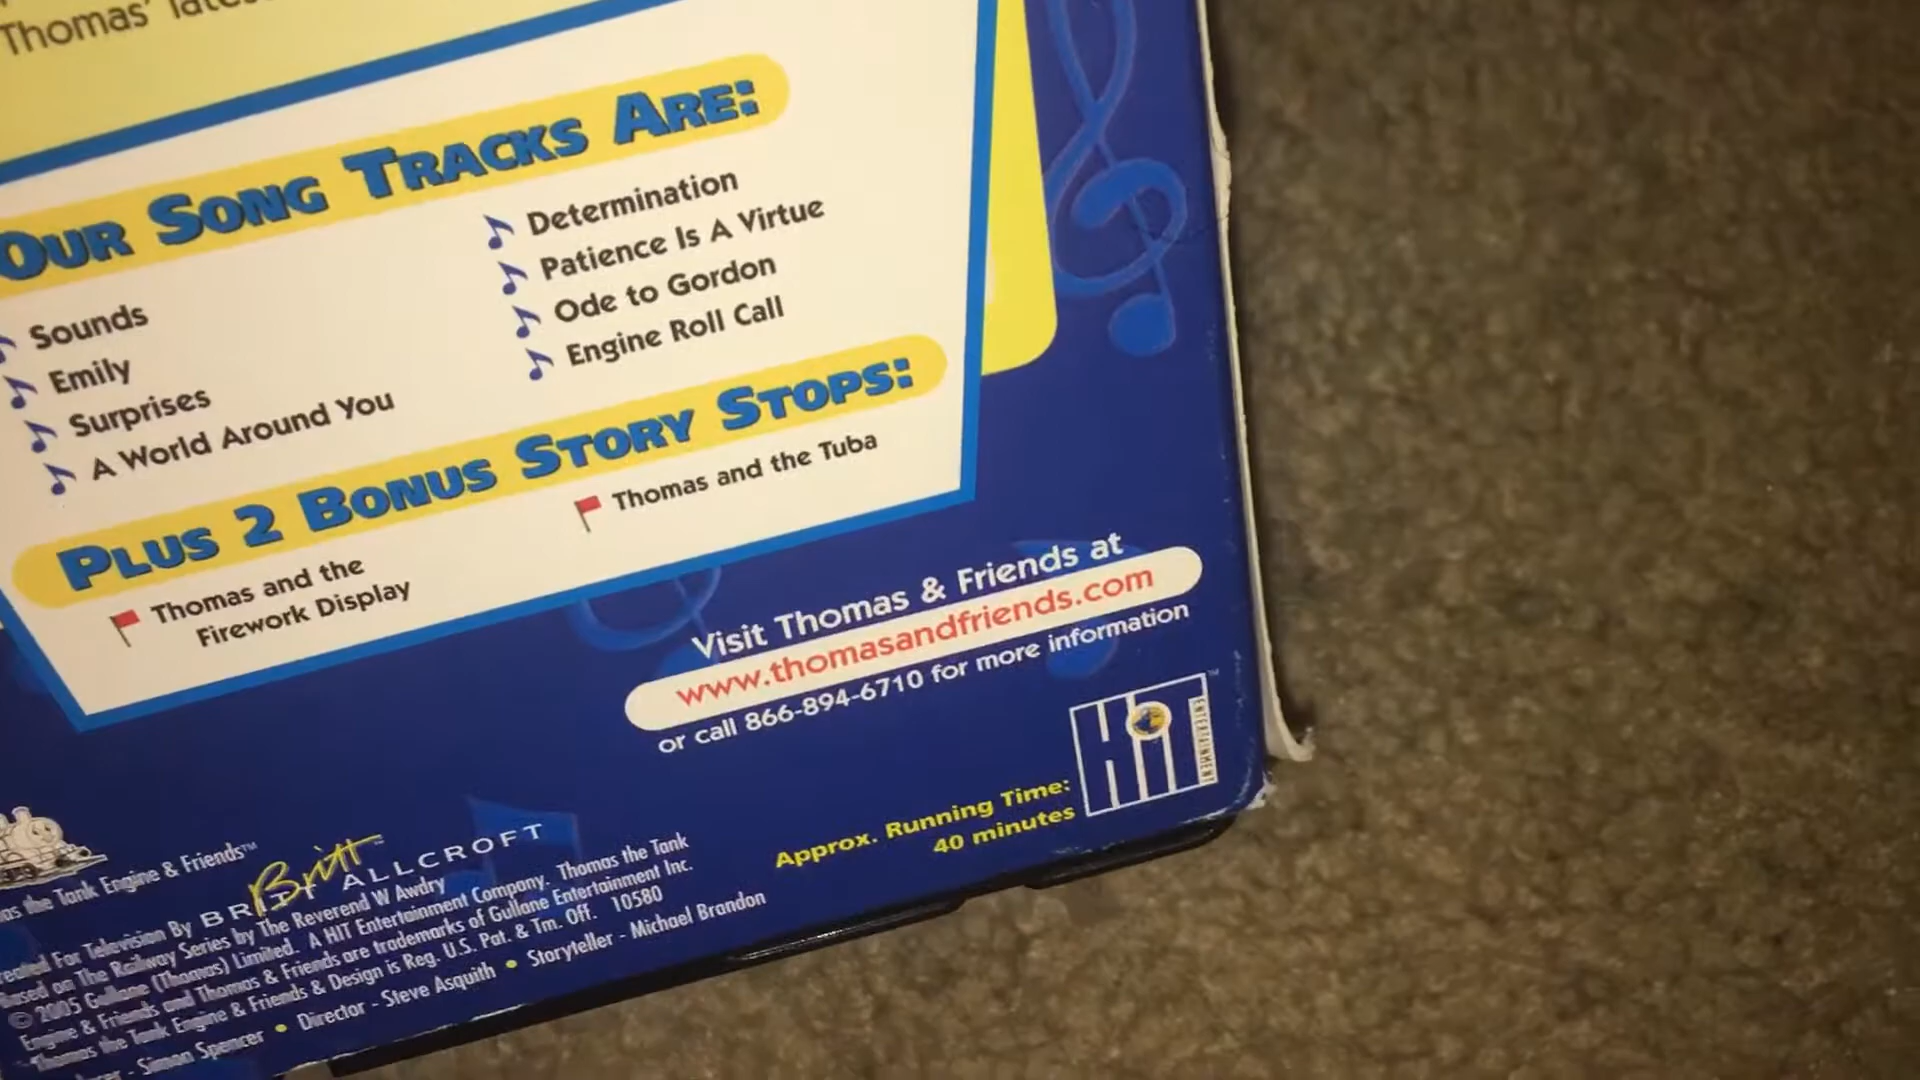 Thomas'
OUR SONG TRACKS ARE:
Sounds
Emily
Surprises
A World Around You
Determination
Patience Is A Virtue
Ode to Gordon
Engine Roll Call
PLUS 2 BONUS STORY STOPS:
Thomas and the
Firework Display
Thomas and the Tuba
Visit Thomas & Friends at
www.thomasandfriends.com
or call 866-894-6710 for more information
HiT ENTERTAINMENT™
Approx. Running Time:
40 minutes
the Tank Engine & Friends™
For Television By BRITT ALLCROFT
Britt™
Based on The Railway Series by The Reverend W Awdry
© 2005 Gullane (Thomas) Limited. A HIT Entertainment Company. Thomas the Tank
Engine & Friends and Thomas & Friends are trademarks of Gullane Entertainment Inc.
Thomas the Tank Engine & Friends & Design is Reg. U.S. Pat. & Tm. Off. 10580
- Simon Spencer • Director - Steve Asquith • Storyteller - Michael Brandon